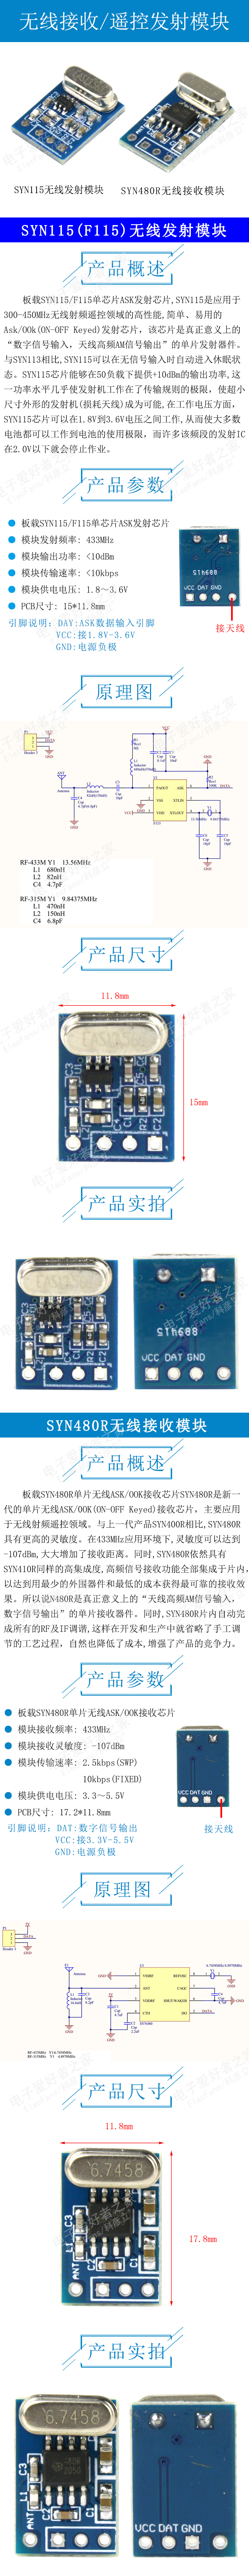 无线接收/遥控发射模块
SYN115无线发射模块
SYN480R无线接收模块
SYN115(F115)无线发射模块
产品概述
板载SYN115/F115单芯片ASK发射芯片,SYN115是应用于
300-450MHz无线射频遥控领域的高性能,简单、易用的
Ask/Ook(ON-OFF Keyed)发射芯片，该芯片是真正意义上的
“数字信号输入，天线高频AM信号输出”的单片发射器件。
与SYN113相比,SYN115可以在无信号输入时自动进入休眠状
态。SYN115芯片能够在50负载下提供+10dBm的输出功率,这
一功率水平几乎使发射机工作在了传输规则的极限，使超小
尺寸外形的发射机(损耗天线)成为可能,在工作电压方面，
SYN115芯片可以在1.8V到3.6V电压之间工作,从而使大多数
电池都可以工作到电池的使用极限，而许多该频段的发射IC
在2.0V以下就会停止作业。
产品参数
板载SYN115/F115单芯片ASK发射芯片
模块发射频率: 433MHz
模块输出功率: <10dBm
模块传输速率: <10kbps
模块供电电压: 1.8～3.6V
PCB尺寸: 15*11.8mm
引脚说明: DAY:ASK数据输入引脚
VCC:接1.8V-3.6V
GND:电源负极
889415
接天线
原理图
RF-433M Y1 13.56MHz
L1 680nH
L2 82nH
C4 4.7pF
RF-315M Y1 9.84375MHz
L1 470nH
L2 150nH
C4 6.8pF
产品尺寸
11.8mm
15mm
产品实拍
889415
VCC DAT GND
SYN480R无线接收模块
产品概述
板载SYN480R单片无线ASK/OOK接收芯片SYN480R是新一
代的单片无线ASK/OOK(ON-OFF Keyed)接收芯片，主要应用
于无线射频遥控领域。与上一代产品SYN400R相比,SYN480R
具有更高的灵敏度。在433MHz应用环境下,灵敏度可以达到
-107dBm,大大增加了接收距离。同时,SYN480R依然具有
SYN410R同样的高集成度,高频信号接收功能全部集成于片内,
以达到用最少的外围器件和最低的成本获得最可靠的接收效
果。所以说N480R是真正意义上的“天线高频AM信号输入，
数字信号输出”的单片接收器件。同时,SYN480R片内自动完
成所有的RF及IF调谐,这样在开发和生产中就省略了手工调
节的工艺过程，自然也降低了成本,增强了产品的竞争力。
产品参数
板载SYN480R单片无线ASK/OOK接收芯片
模块接收频率: 433MHz
模块接收灵敏度: -107dBm
模块传输速率: 2.5kbps(SWP)
10kbps(FIXED)
模块供电电压: 3.3～5.5V
PCB尺寸: 17.2*11.8mm
引脚说明: DAT:数字信号输出
VCC:接3.3V-5.5V
GND:电源负极
VCC DAT GND
接天线
原理图
产品尺寸
11.8mm
17.8mm
6.7458
C3
L1
ANT
C2
C1
产品实拍
6.7458
C3
L1
ANT
C2
C1
VCC DAT GND